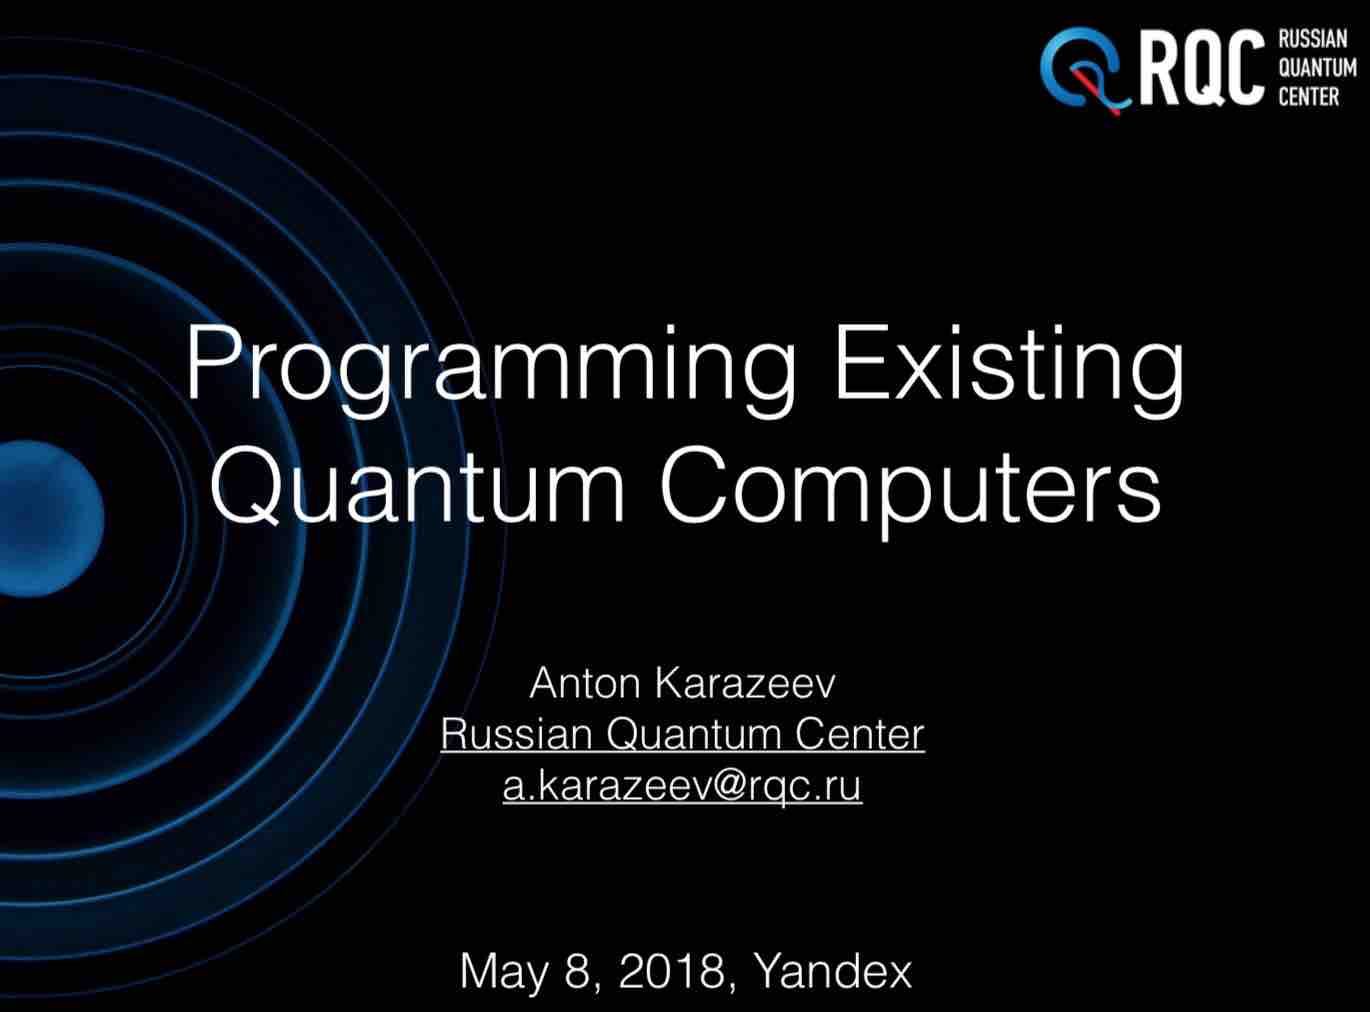 RQC
RUSSIAN
QUANTUM
CENTER
Programming Existing
Quantum Computers
Anton Karazeev
Russian Quantum Center
a.karazeev@rqc.ru
May 8, 2018, Yandex